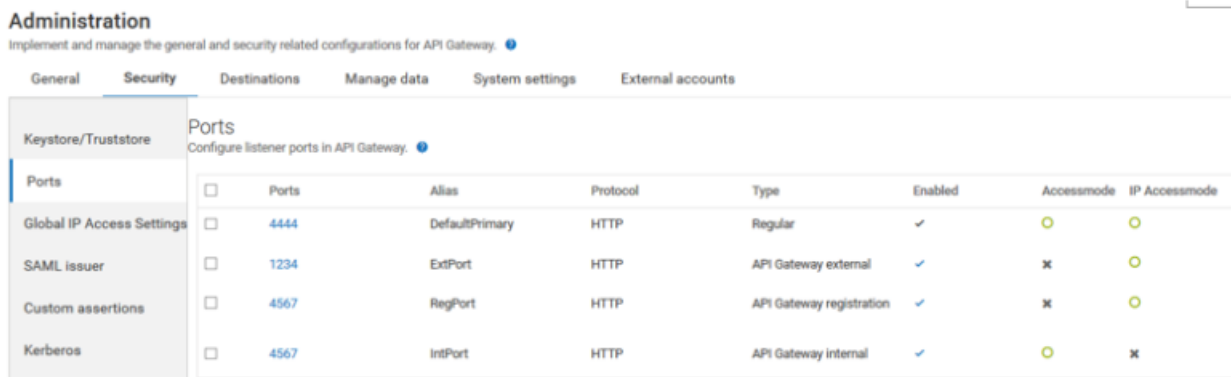 Administration
Implement and manage the general and security related configurations for API Gateway.
General Security Destinations Manage data System settings External accounts
Keystore/Truststore
Ports
Global IP Access Settings
SAML issuer
Custom assertions
Kerberos
Ports
Configure listener ports in API Gateway.
Ports Alias Protocol Type Enabled Accessmode IP Accessmode
4444 DefaultPrimary HTTP Regular
1234 ExtPort HTTP API Gateway external
4567 RegPort HTTP API Gateway registration
4567 IntPort HTTP API Gateway internal